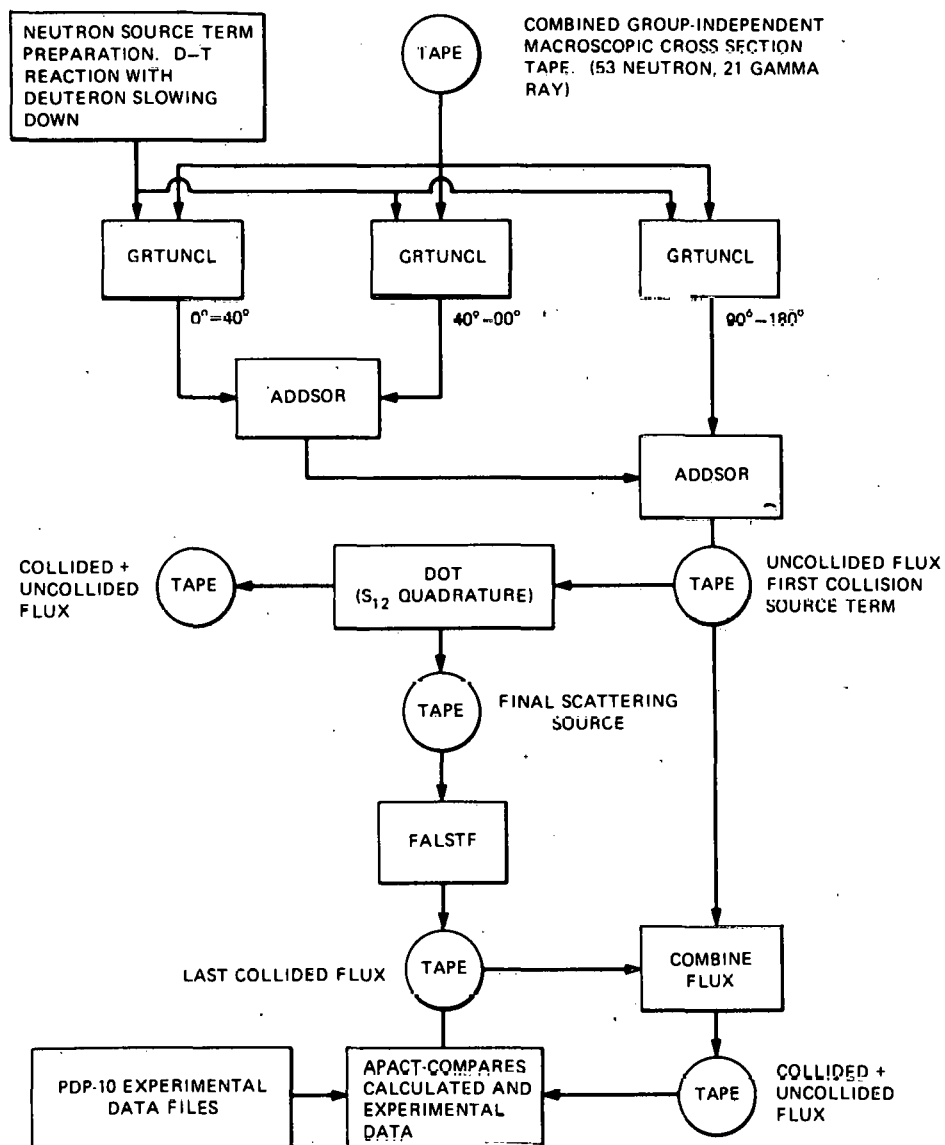 NEUTRON SOURCE TERM
PREPARATION. D-T
REACTION WITH
DEUTERON SLOWING
DOWN
TAPE
COMBINED GROUP-INDEPENDENT
MACROSCOPIC CROSS SECTION
TAPE. (53 NEUTRON, 21 GAMMA
RAY)
GRTUNCL
GRTUNCL
GRTUNCL
0°=40°
40°-00°
90°-180°
ADDSOR
ADDSOR
COLLIDED +
UNCOLLIDED
FLUX
TAPE
DOT
(S12 QUADRATURE)
TAPE
UNCOLLIDED FLUX
FIRST COLLISION
SOURCE TERM
TAPE
FINAL SCATTERING
SOURCE
FALSTF
LAST COLLIDED FLUX
TAPE
COMBINE
FLUX
PDP-10 EXPERIMENTAL
DATA FILES
APACT-COMPARES
CALCULATED AND
EXPERIMENTAL
DATA
TAPE
COLLIDED +
UNCOLLIDED
FLUX